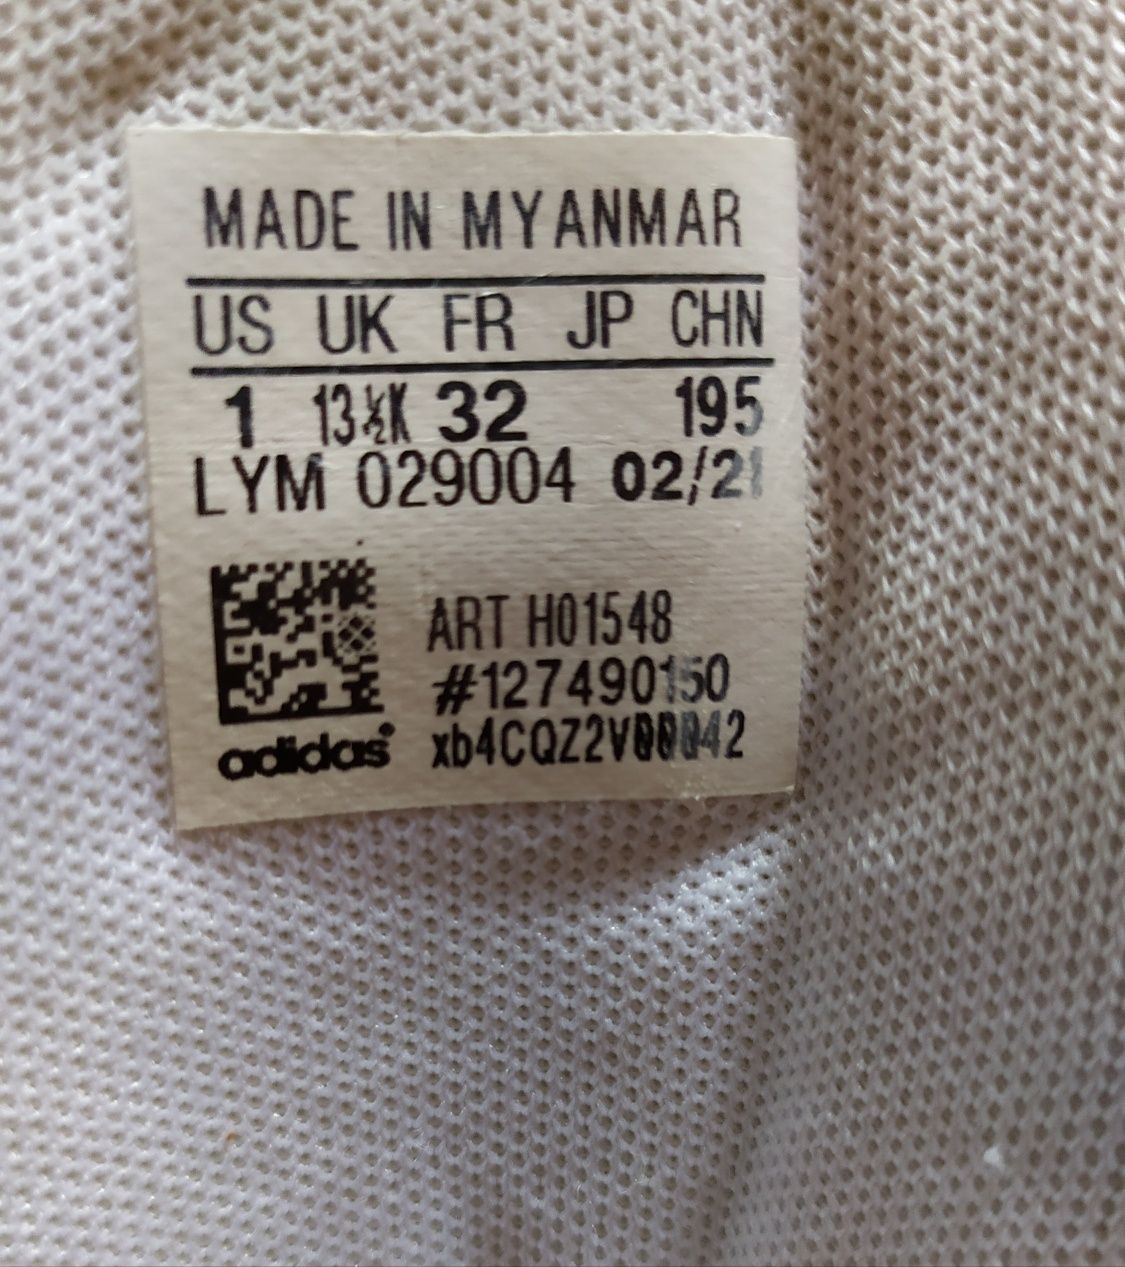 MADE IN MYANMAR
US UK FR JP CHN
1 13½K 32 195
LYM 029004 02/21
ART H01548
#127490150
adidas